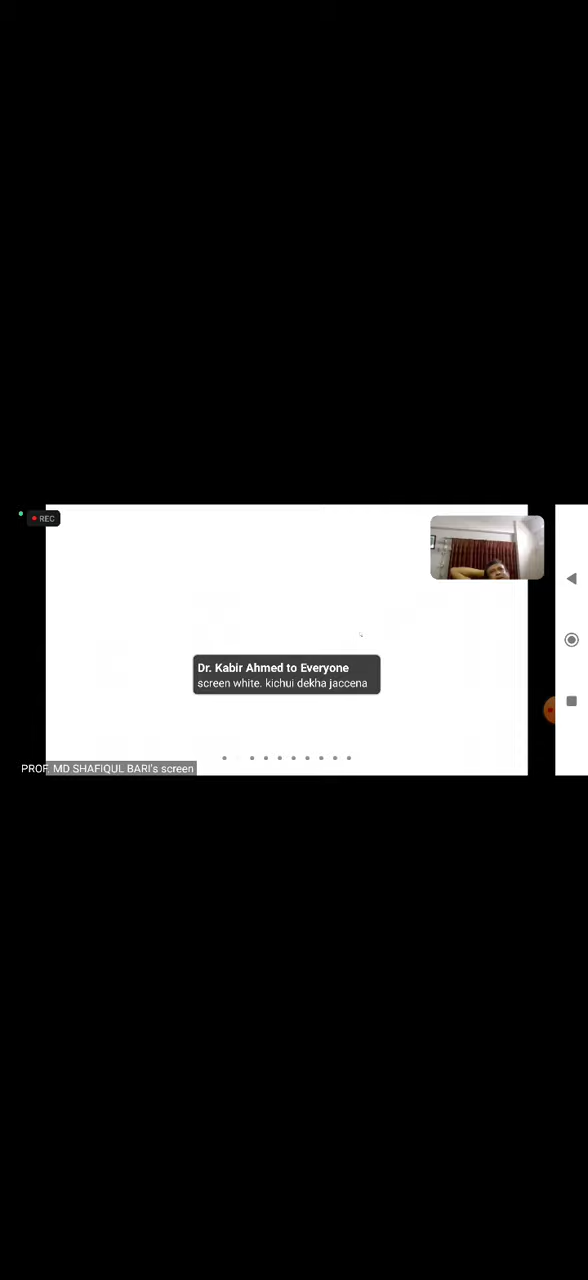 REC
Dr. Kabir Ahmed to Everyone
screen white. kichui dekha jaccena
PROF. MD SHAFIQUL BARI's screen